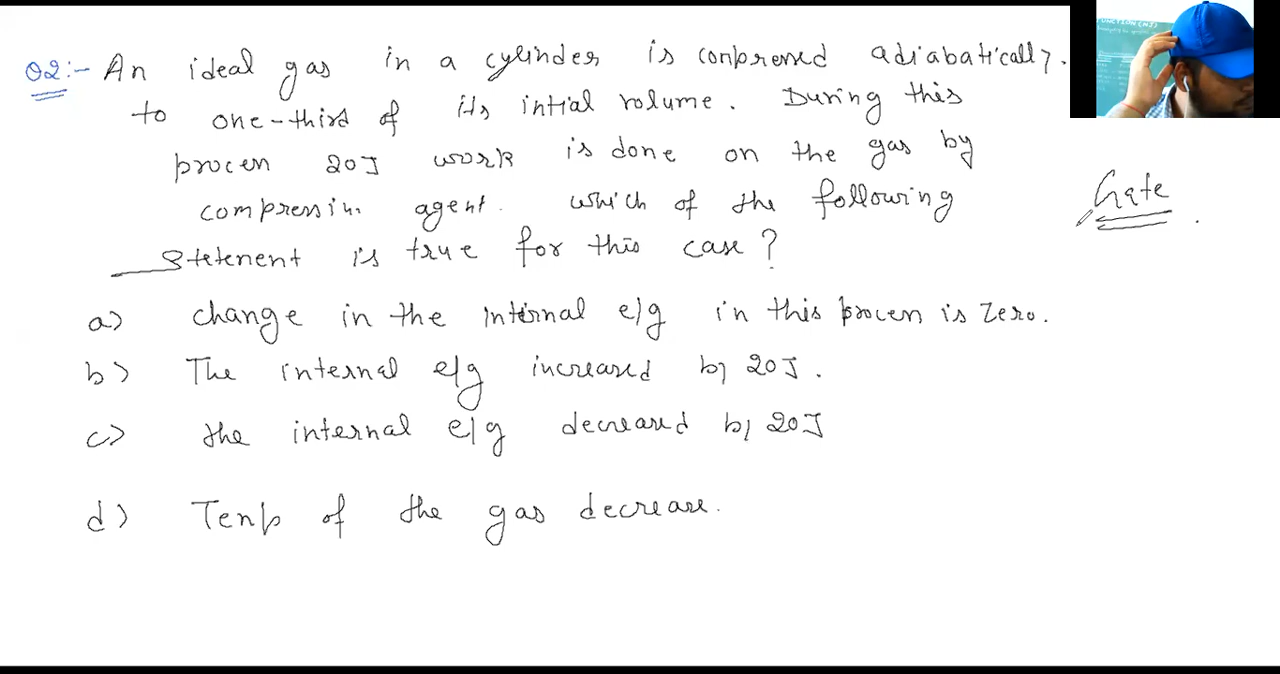 Q2:- An ideal gas in a cylinder is compressed adiabatically.
to one-third of its intial volume. During this
process 20J work is done on the gas by
compressin. agent. which of the following
Stetenent is true for this case?
Gate
a) change in the internal e/g in this process is Zero.
b) The internal e/g increased by 20J.
c) the internal e/g decreased by 20J
d) Temp of the gas decrease.